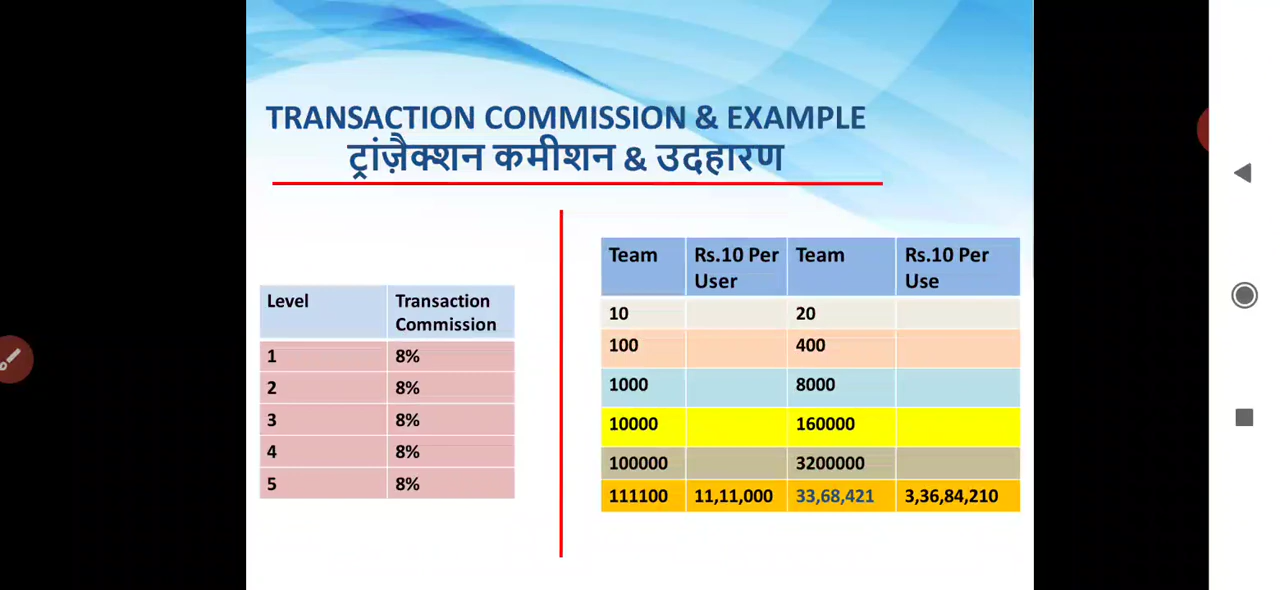 TRANSACTION COMMISSION & EXAMPLE
ट्रांज़ैक्शन कमीशन & उदहारण
Level Transaction Commission
1 8%
2 8%
3 8%
4 8%
5 8%
Team Rs.10 Per User Team Rs.10 Per Use
10 20
100 400
1000 8000
10000 160000
100000 3200000
111100 11,11,000 33,68,421 3,36,84,210